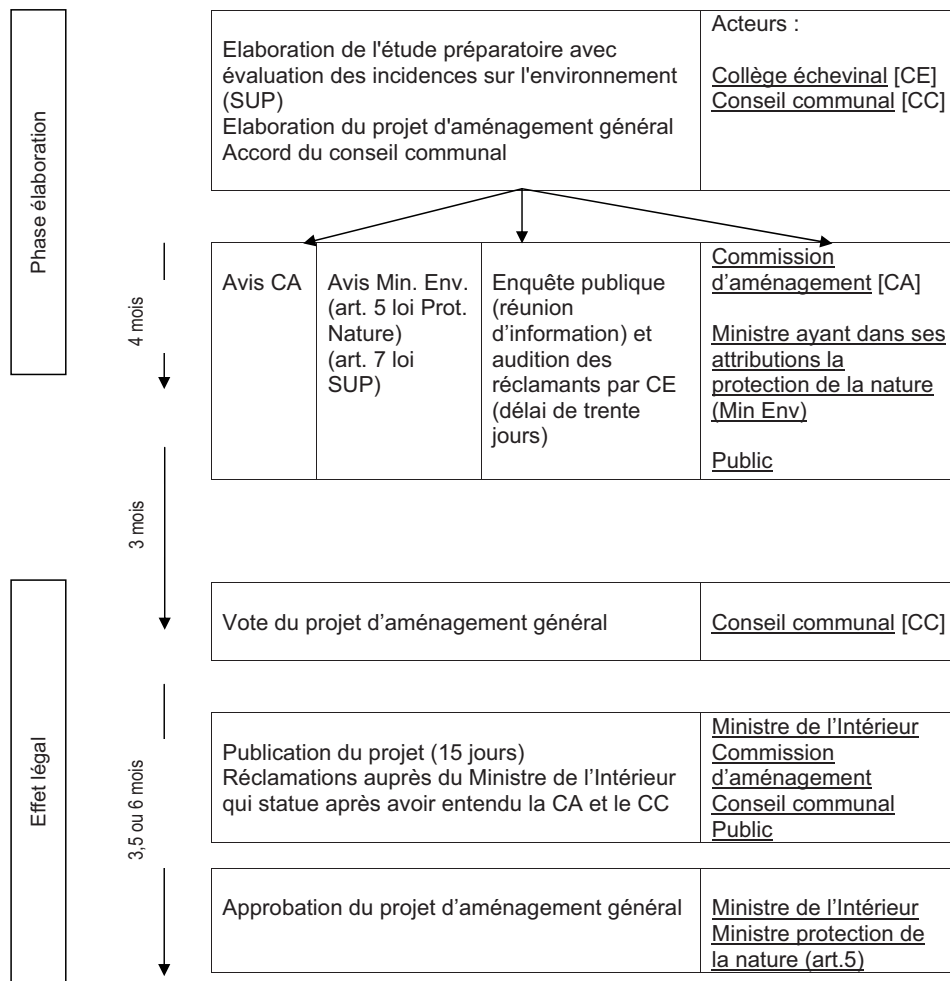 Phase élaboration
Elaboration de l'étude préparatoire avec
évaluation des incidences sur l'environnement
(SUP)
Elaboration du projet d'aménagement général
Accord du conseil communal
Acteurs :
Collège échevinal [CE]
Conseil communal [CC]
4 mois
Avis CA
Avis Min. Env.
(art. 5 loi Prot.
Nature)
(art. 7 loi
SUP)
Enquête publique
(réunion
d’information) et
audition des
réclamants par CE
(délai de trente
jours)
Commission
d’aménagement [CA]
Ministre ayant dans ses
attributions la
protection de la nature
(Min Env)
Public
3 mois
Effet légal
Vote du projet d’aménagement général
Conseil communal [CC]
3,5 ou 6 mois
Publication du projet (15 jours)
Réclamations auprès du Ministre de l’Intérieur
qui statue après avoir entendu la CA et le CC
Ministre de l’Intérieur
Commission
d’aménagement
Conseil communal
Public
Approbation du projet d’aménagement général
Ministre de l’Intérieur
Ministre protection de
la nature (art.5)